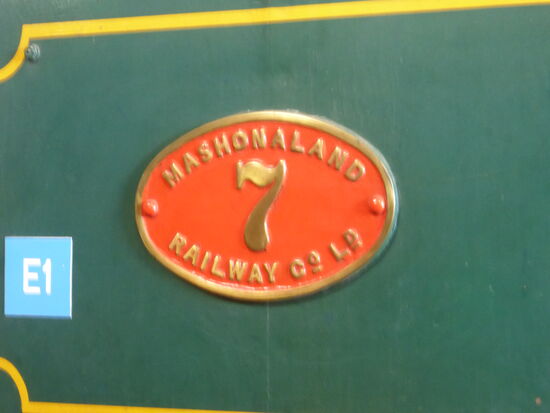 MASHONALAND
7
RAILWAY Co LD
E1